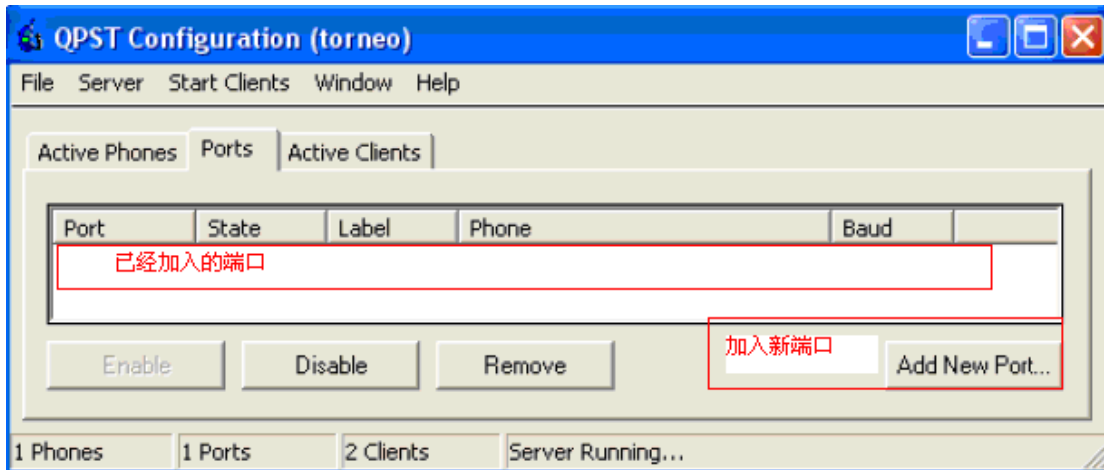 QPST Configuration (torneo)
File Server Start Clients Window Help
Active Phones Ports Active Clients
Port State Label Phone Baud
已经加入的端口
加入新端口
Enable Disable Remove Add New Port...
1 Phones 1 Ports 2 Clients Server Running...